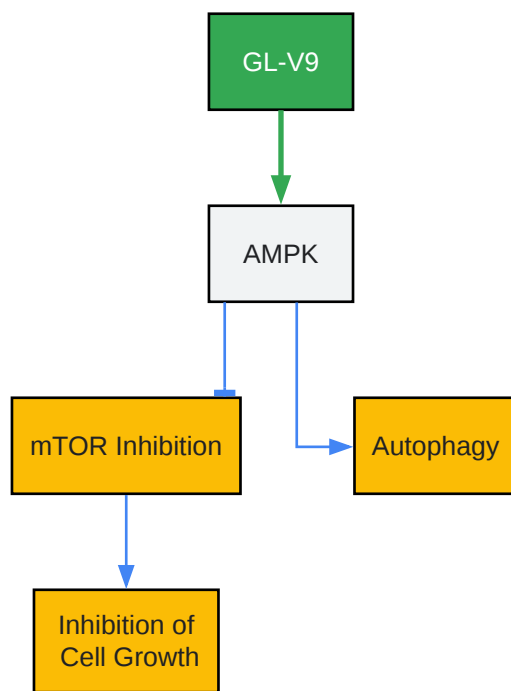 GL-V9
AMPK
mTOR Inhibition
Autophagy
Inhibition of
Cell Growth